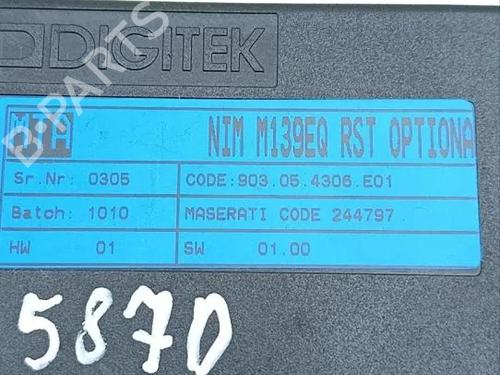 DIGITEK
MTA
NIM M139EQ RST OPTIONA
Sr.Nr: 0305
CODE:903.05.4306.E01
Batch: 1010
MASERATI CODE 244797
HW 01
SW 01.00
5870
B-PARTS